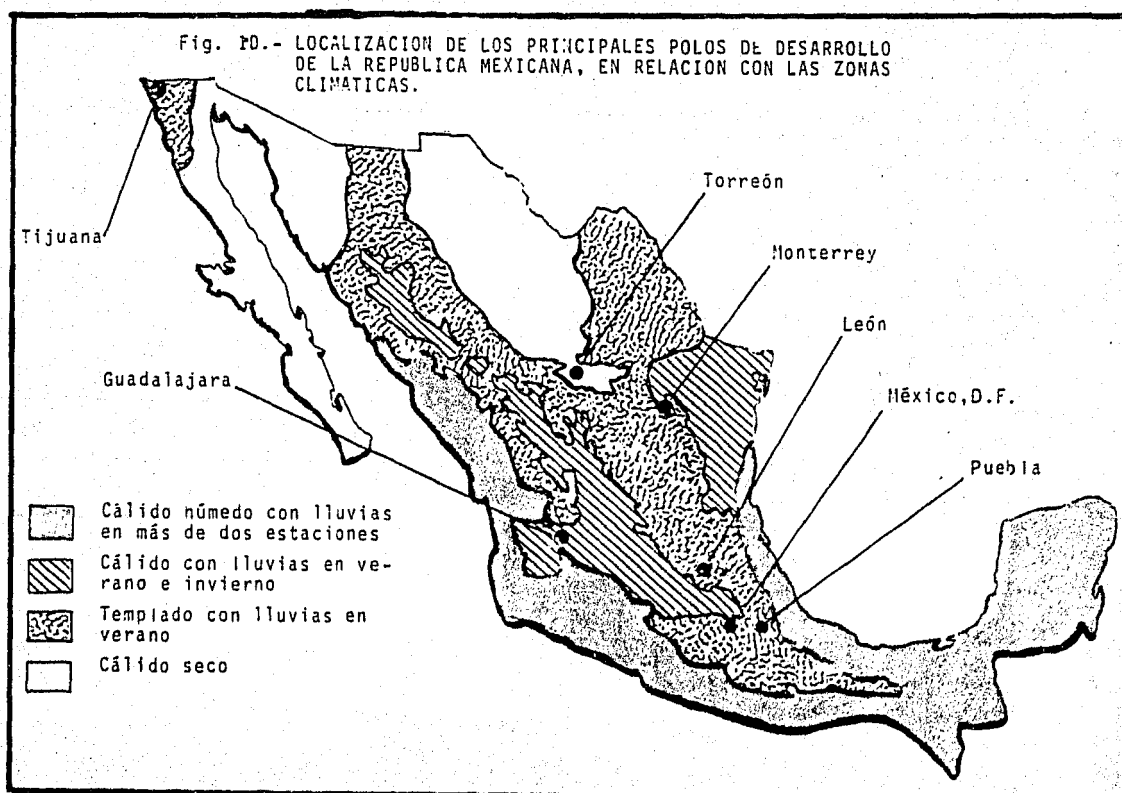 Fig. 10.- LOCALIZACION DE LOS PRINCIPALES POLOS DE DESARROLLO
DE LA REPUBLICA MEXICANA, EN RELACION CON LAS ZONAS
CLIMATICAS.
Torreón
Tijuana
Monterrey
León
Guadalajara
México,D.F.
Puebla
Cálido númedo con lluvias
en más de dos estaciones
Cálido con lluvias en ve-
rano e invierno
Templado con lluvias en
verano
Cálido seco